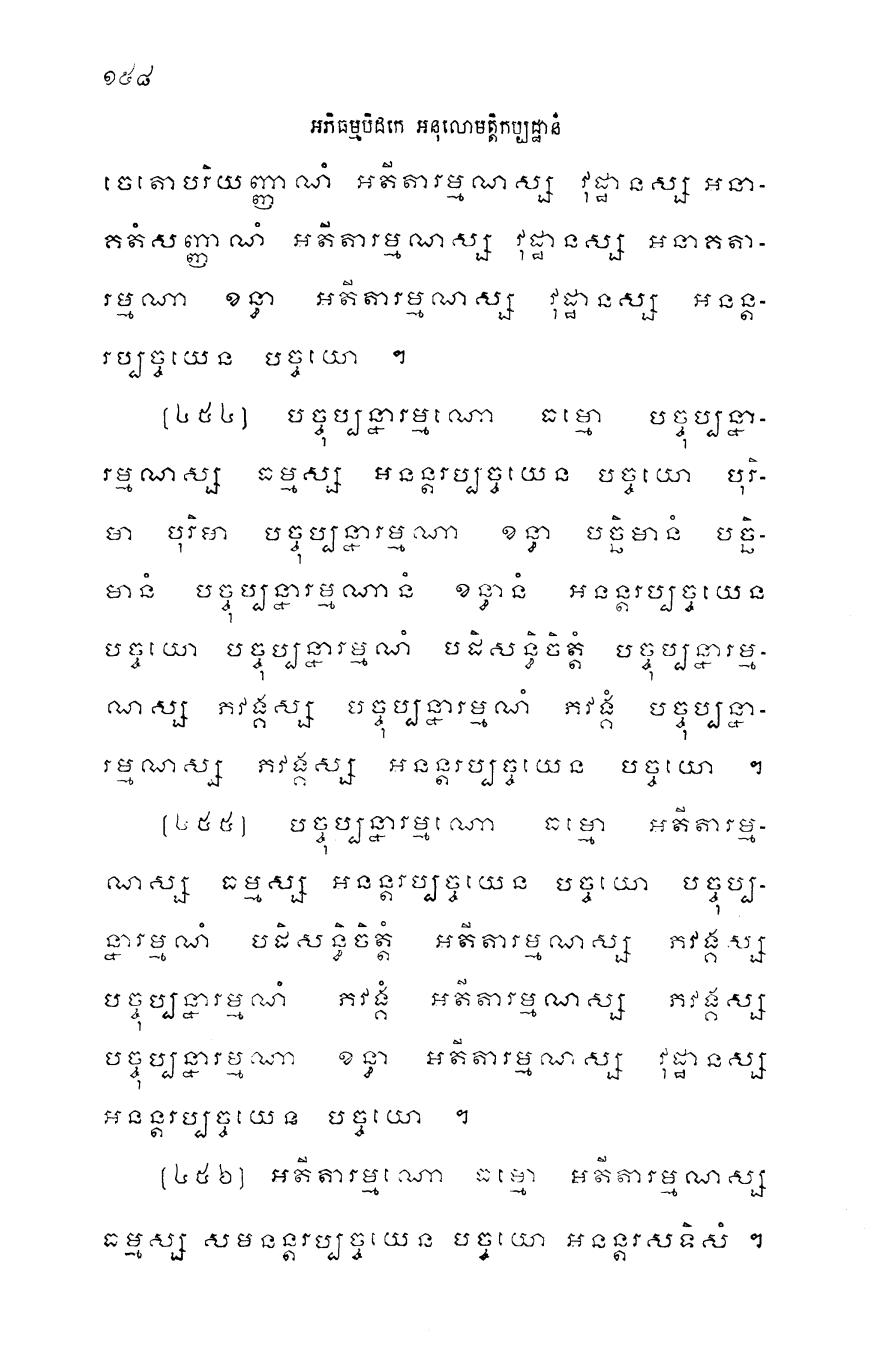 ១៥៨
អភិធម្មបិដកេ អនុលោមត្តិកប្បដ្ឋានំ
ចេតោបរិយញ្ញាណំ អតីតារម្មណស្ស វុដ្ឋានស្ស អនា-
គតំសញ្ញាណំ អតីតារម្មណស្ស វុដ្ឋានស្ស អនាគតា-
រម្មណា ខន្ធា អតីតារម្មណស្ស វុដ្ឋានស្ស អនន្ត-
រប្បច្ចយេន បច្ចយោ ។
(៤៥៤) បច្ចុប្បន្នារម្មណោ ធម្មោ បច្ចុប្បន្នា-
រម្មណស្ស ធម្មស្ស អនន្តរប្បច្ចយេន បច្ចយោ បុរិ-
មា បុរិមា បច្ចុប្បន្នារម្មណា ខន្ធា បច្ឆិមានំ បច្ឆិ-
មានំ បច្ចុប្បន្នារម្មណានំ ខន្ធានំ អនន្តរប្បច្ចយេន
បច្ចយោ បច្ចុប្បន្នារម្មណំ បដិសន្ធិចិត្តំ បច្ចុប្បន្នារម្ម-
ណស្ស ភវង្គស្ស បច្ចុប្បន្នារម្មណំ ភវង្គំ បច្ចុប្បន្នា-
រម្មណស្ស ភវង្គស្ស អនន្តរប្បច្ចយេន បច្ចយោ ។
(៤៥៥) បច្ចុប្បន្នារម្មណោ ធម្មោ អតីតារម្ម-
ណស្ស ធម្មស្ស អនន្តរប្បច្ចយេន បច្ចយោ បច្ចុប្ប-
ន្នារម្មណំ បដិសន្ធិចិត្តំ អតីតារម្មណស្ស ភវង្គស្ស
បច្ចុប្បន្នារម្មណំ ភវង្គំ អតីតារម្មណស្ស ភវង្គស្ស
បច្ចុប្បន្នារម្មណា ខន្ធា អតីតារម្មណស្ស វុដ្ឋានស្ស
អនន្តរប្បច្ចយេន បច្ចយោ ។
(៤៥៦) អតីតារម្មណោ ធម្មោ អតីតារម្មណស្ស
ធម្មស្ស សមនន្តរប្បច្ចយេន បច្ចយោ អនន្តរសទិសំ ។